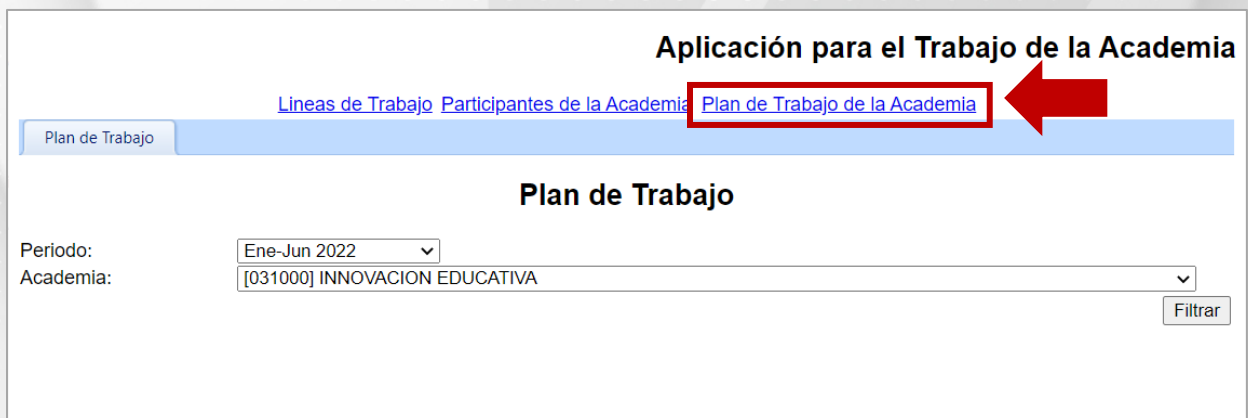 Aplicación para el Trabajo de la Academia
Lineas de Trabajo Participantes de la Academia Plan de Trabajo de la Academia
Plan de Trabajo
Plan de Trabajo
Periodo: Ene-Jun 2022
Academia: [031000] INNOVACION EDUCATIVA
Filtrar